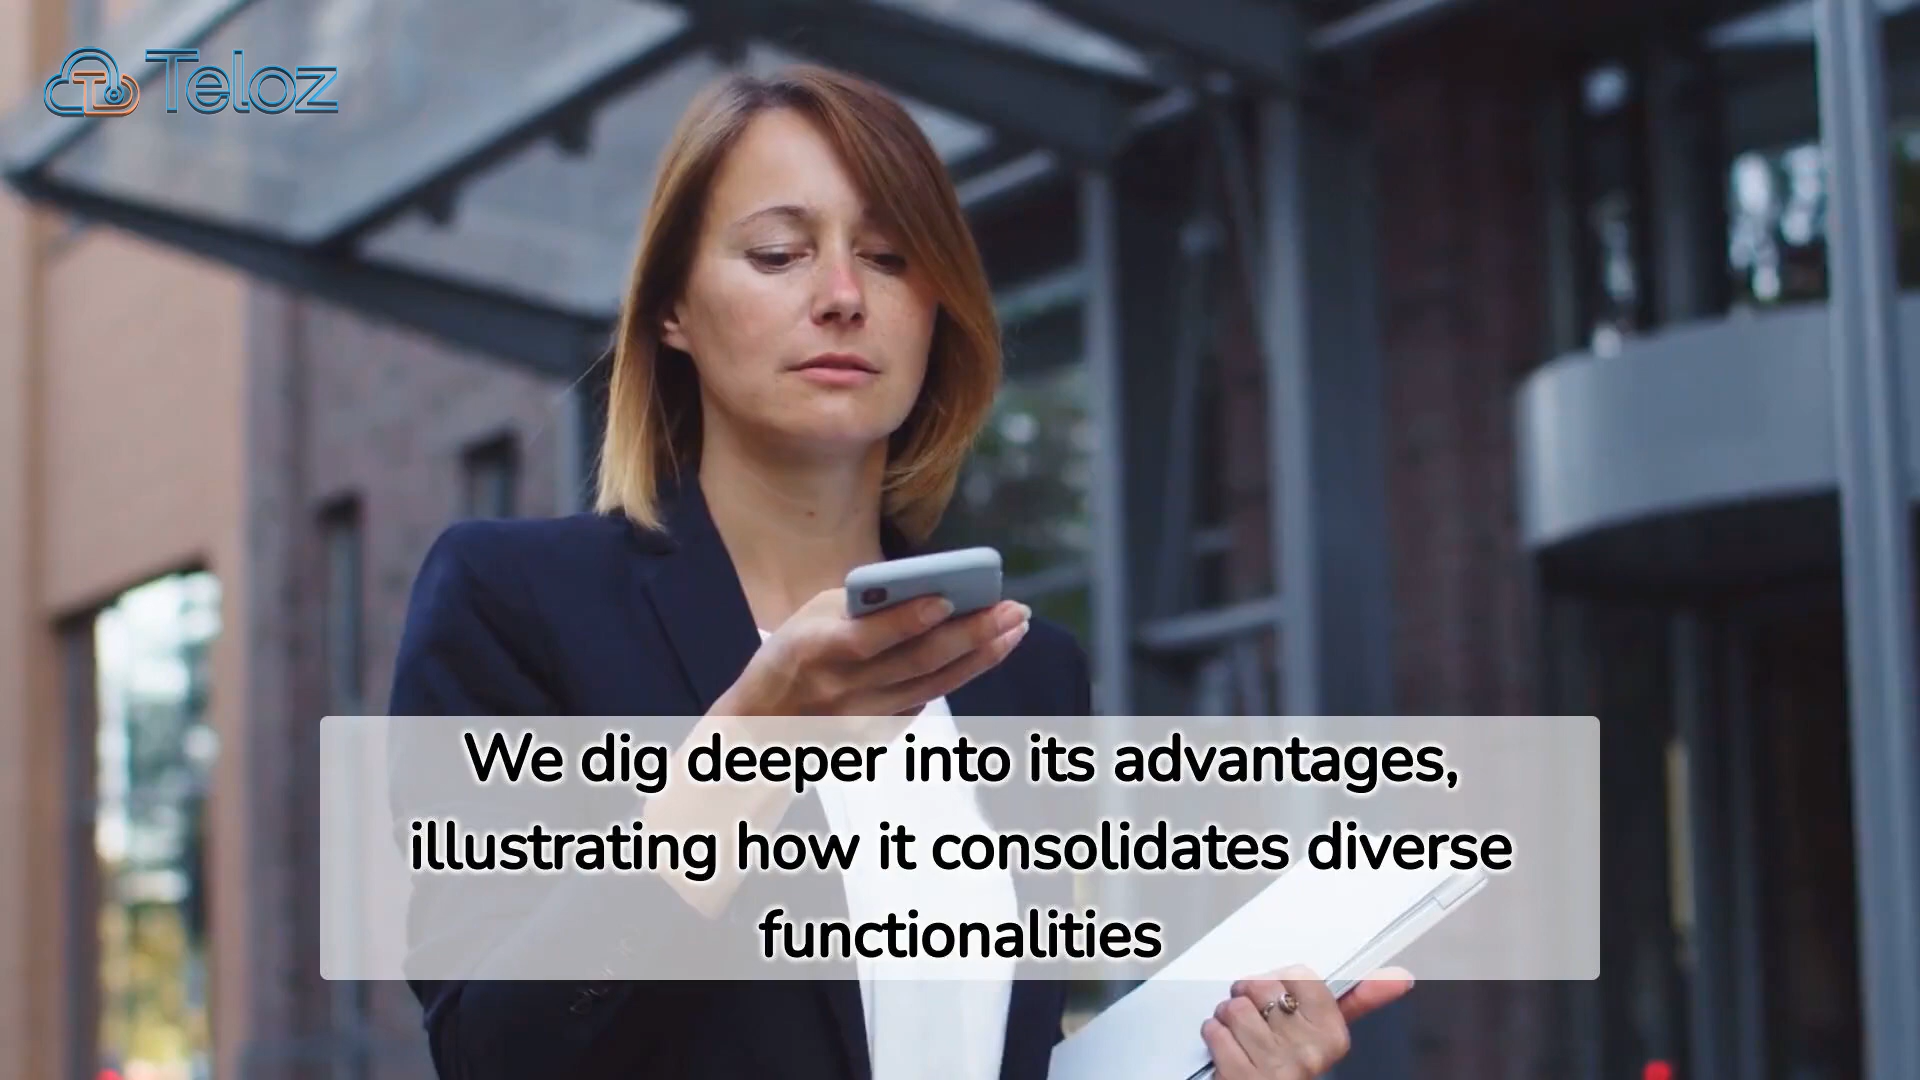 Teloz
We dig deeper into its advantages,
illustrating how it consolidates diverse
functionalities